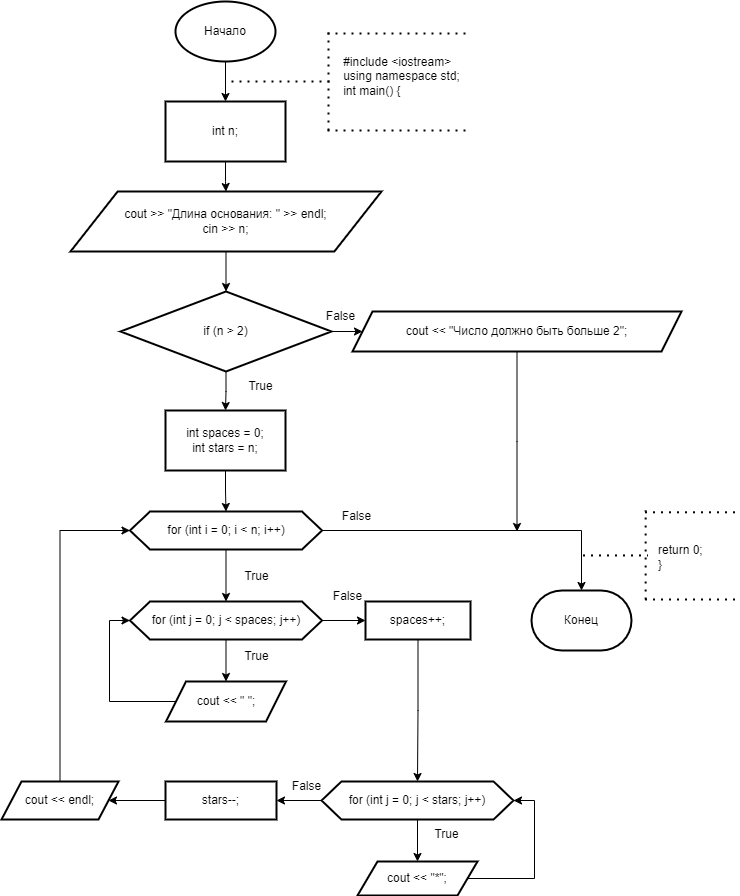 Начало
#include <iostream>
using namespace std;
int main() {
int n;
cout >> "Длина основания: " >> endl;
cin >> n;
if (n > 2)
False
cout << "Число должно быть больше 2";
True
int spaces = 0;
int stars = n;
for (int i = 0; i < n; i++)
False
return 0;
}
True
for (int j = 0; j < spaces; j++)
False
spaces++;
Конец
True
cout << " ";
for (int j = 0; j < stars; j++)
False
stars--;
cout << endl;
True
cout << "*";